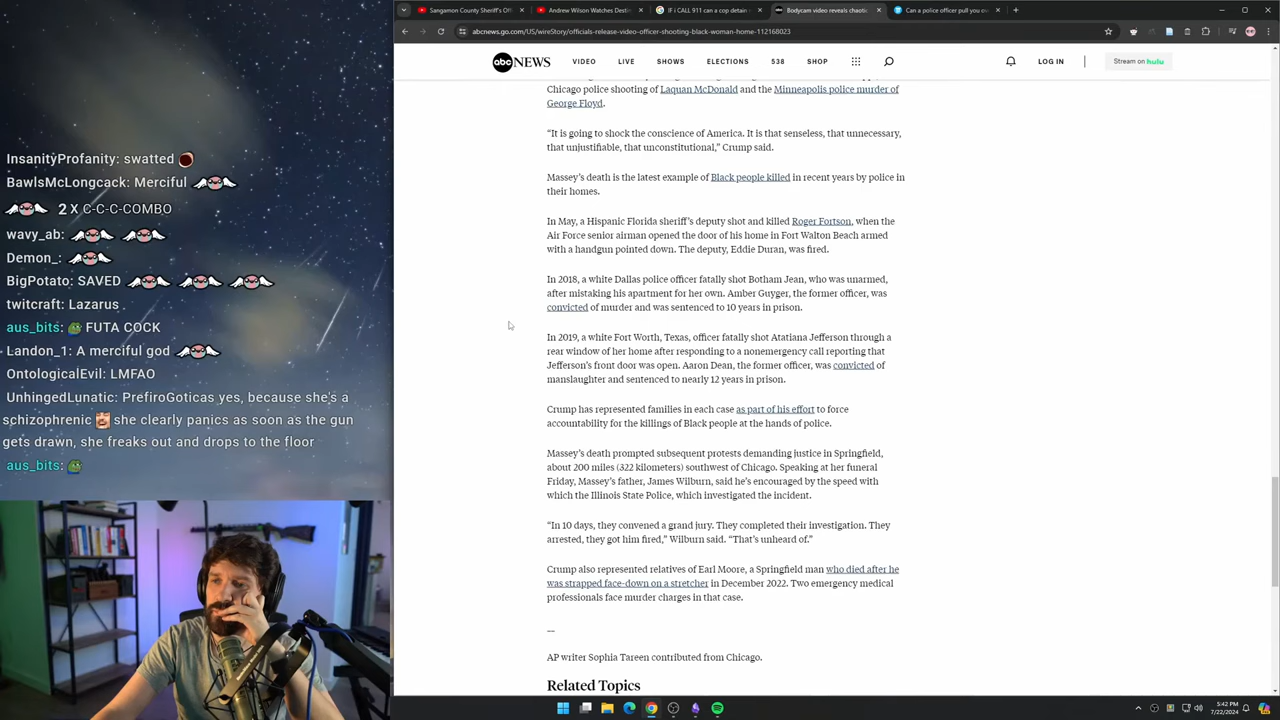 Sangamon County Sheriff's Of
Andrew Wilson Watches Desti
IF i CALL 911 can a cop detain
Bodycam video reveals chaotic
Can a police officer pull you o
abcnews.go.com/US/wireStory/officials-release-video-officer-shooting-black-woman-home-112168023
abc NEWS VIDEO LIVE SHOWS ELECTIONS 538 SHOP LOG IN Stream on hulu
Chicago police shooting of Laquan McDonald and the Minneapolis police murder of
George Floyd.
“It is going to shock the conscience of America. It is that senseless, that unnecessary,
that unjustifiable, that unconstitutional,” Crump said.
Massey’s death is the latest example of Black people killed in recent years by police in
their homes.
In May, a Hispanic Florida sheriff’s deputy shot and killed Roger Fortson, when the
Air Force senior airman opened the door of his home in Fort Walton Beach armed
with a handgun pointed down. The deputy, Eddie Duran, was fired.
In 2018, a white Dallas police officer fatally shot Botham Jean, who was unarmed,
after mistaking his apartment for her own. Amber Guyger, the former officer, was
convicted of murder and was sentenced to 10 years in prison.
In 2019, a white Fort Worth, Texas, officer fatally shot Atatiana Jefferson through a
rear window of her home after responding to a nonemergency call reporting that
Jefferson’s front door was open. Aaron Dean, the former officer, was convicted of
manslaughter and sentenced to nearly 12 years in prison.
Crump has represented families in each case as part of his effort to force
accountability for the killings of Black people at the hands of police.
Massey’s death prompted subsequent protests demanding justice in Springfield,
about 200 miles (322 kilometers) southwest of Chicago. Speaking at her funeral
Friday, Massey’s father, James Wilburn, said he’s encouraged by the speed with
which the Illinois State Police, which investigated the incident.
“In 10 days, they convened a grand jury. They completed their investigation. They
arrested, they got him fired,” Wilburn said. “That’s unheard of.”
Crump also represented relatives of Earl Moore, a Springfield man who died after he
was strapped face-down on a stretcher in December 2022. Two emergency medical
professionals face murder charges in that case.
__
AP writer Sophia Tareen contributed from Chicago.
Related Topics
InsanityProfanity: swatted
BawlsMcLongcack: Merciful
2 X C-C-C-COMBO
wavy_ab:
Demon_:
BitPotato: SAVED
twitcherft: Lazarus
aus_bits: FUTA COCK
Landon_1: A merciful god
OntologicalEvil: LMFAO
UnhingedLunatic: PrefiroGoticas yes, because she's a
schizophrenic she clearly panics as soon as the gun
gets drawn, she freaks out and drops to the floor
aus_bits:
5:42 PM
7/22/2024